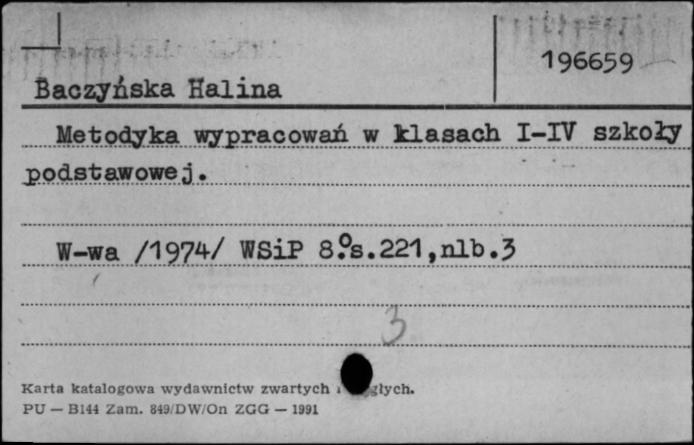 196659
Baczyńska Halina
Metodyka wypracowań w klasach I-IV szkoły
podstawowej.
W-wa /1974/ WSiP 8.°s.221,nlb.3
3
Karta katalogowa wydawnictw zwartych i
PU — B144 Zam. 849/DW/On ZGG — 1991